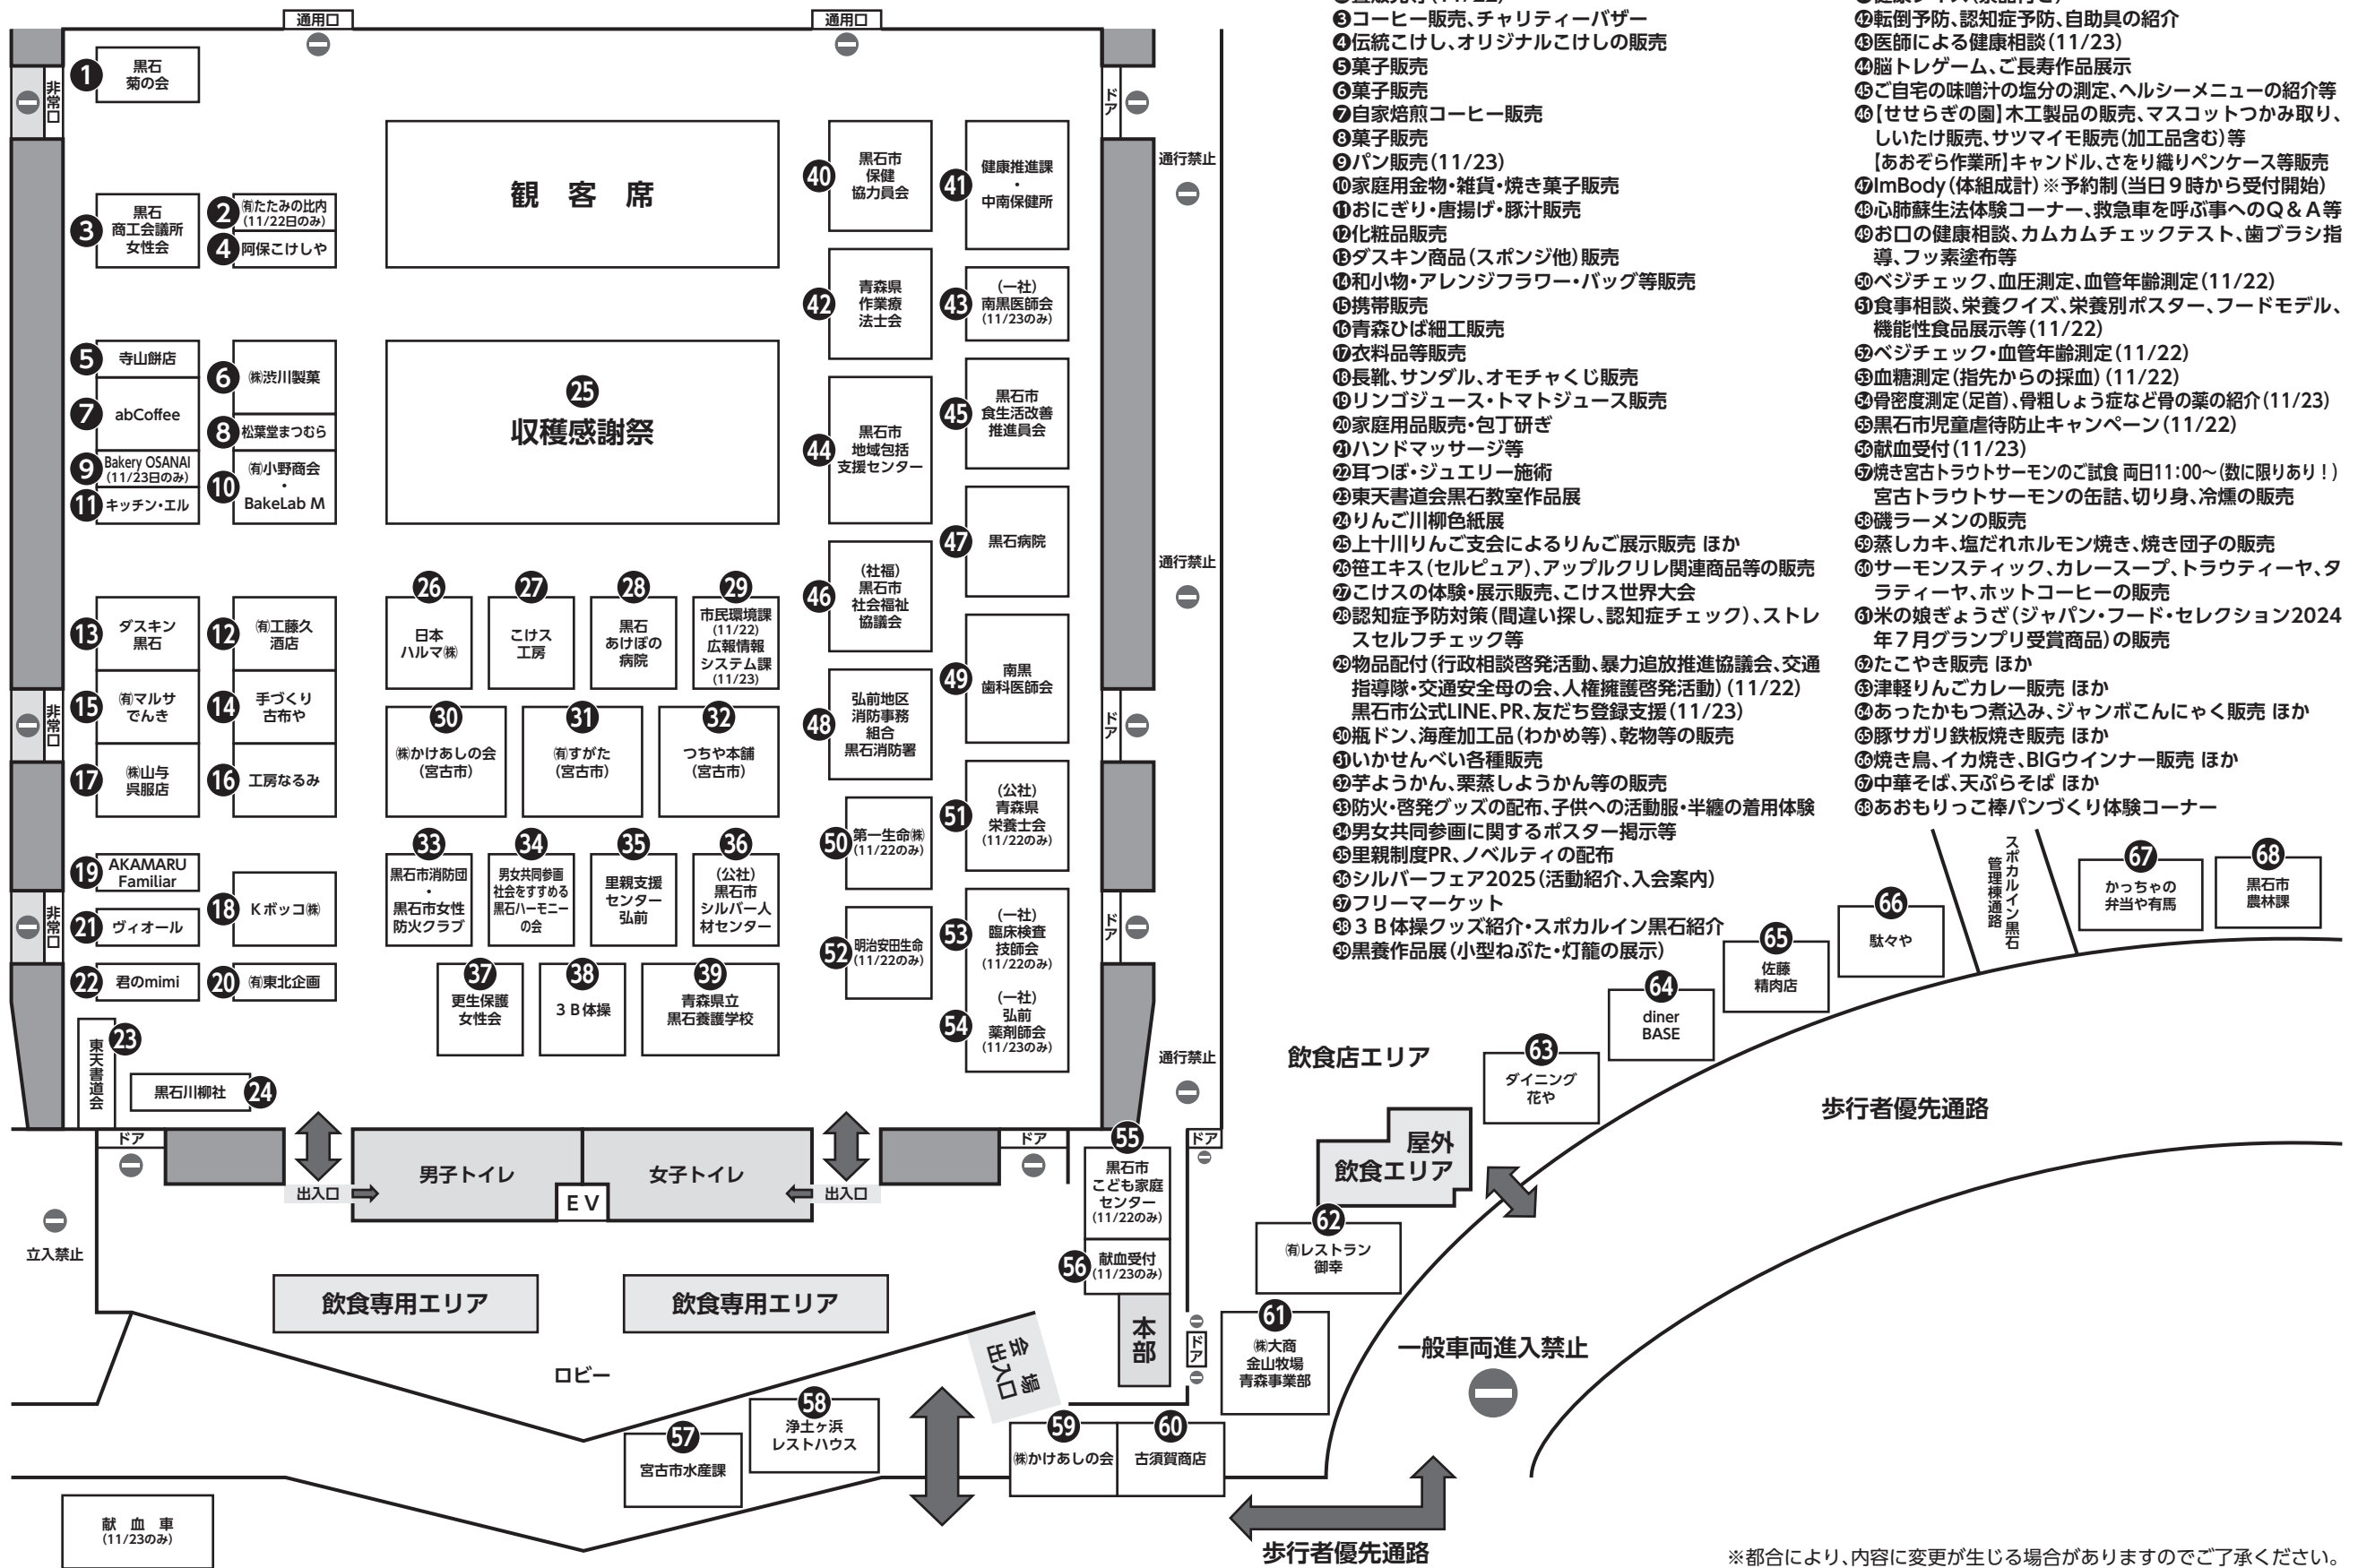 通用口
通用口
❶
黒石
菊の会
非常口
ドア
通行禁止
観客席
㊵
黒石市
保健
協力員会
㊶
健康推進課
・
中南保健所
❷
㈲たたみの比内
(11/22日のみ)
❸
黒石
商工会議所
女性会
❹
阿保こけしや
㊷
青森県
作業療
法士会
㊸
(一社)
南黒医師会
(11/23のみ)
❺
寺山餅店
❻
㈱渋川製菓
❼
abCoffee
❽
松葉堂まつむら
❾
Bakery OSANAI
(11/23日のみ)
❿
㈲小野商会
・
BakeLab M
⓫
キッチン・エル
㉕
収穫感謝祭
㊹
黒石市
地域包括
支援センター
㊺
黒石市
食生活改善
推進員会
㊼
黒石病院
通行禁止
㊻
(社福)
黒石市
社会福祉
協議会
㊾
南黒
歯科医師会
⓭
ダスキン
黒石
⓬
㈲工藤久
酒店
㉖
日本
ハルマ㈱
㉗
こけス
工房
㉘
黒石
あけぼの
病院
㉙
市民環境課
(11/22)
広報情報
システム課
(11/23)
⓯
㈲マルサ
でんき
⓮
手づくり
古布や
非常口
ドア
㉚
㈱かけあしの会
(宮古市)
㉛
㈲すがた
(宮古市)
㉜
つちや本舗
(宮古市)
㊽
弘前地区
消防事務
組合
黒石消防署
⓱
㈱山与
呉服店
⓰
工房なるみ
㊿
第一生命㈱
(11/22のみ)
51
(公社)
青森県
栄養士会
(11/22のみ)
⓳
AKAMARU
Familiar
⓲
Kボッコ㈱
㉝
黒石市消防団
・
黒石市女性
防火クラブ
㉞
男女共同参画
社会をすすめる
黒石ハーモニー
の会
㉟
里親支援
センター
弘前
㊱
(公社)
黒石市
シルバー人
材センター
㉑
ヴィオール
非常口
ドア
52
明治安田生命
(11/22のみ)
53
(一社)
臨床検査
技師会
(11/22のみ)
㉒
君のmimi
⓴
㈲東北企画
㊲
更生保護
女性会
㊳
3B体操
㊴
青森県立
黒石養護学校
54
(一社)
弘前
薬剤師会
(11/23のみ)
㉓
東天書道会
㉔
黒石川柳社
通行禁止
ドア
ドア
ドア
男子トイレ
女子トイレ
EV
出入口
出入口
立入禁止
飲食専用エリア
飲食専用エリア
ロビー
会場
出入口
55
黒石市
こども家庭
センター
(11/22のみ)
56
献血受付
(11/23のみ)
本部
ドア
57
宮古市水産課
58
浄土ヶ浜
レストハウス
59
㈱かけあしの会
60
古須賀商店
献血車
(11/23のみ)
61
㈱大商
金山牧場
青森事業部
62
㈲レストラン
御幸
63
ダイニング
花や
64
diner
BASE
65
佐藤
精肉店
66
駄々や
スポカルイン黒石
管理棟通路
67
かっちゃの
弁当や有馬
68
黒石市
農林課
飲食店エリア
屋外
飲食エリア
歩行者優先通路
一般車両進入禁止
歩行者優先通路
❸コーヒー販売、チャリティーバザー
❹伝統こけし、オリジナルこけしの販売
❺菓子販売
❻菓子販売
❼自家焙煎コーヒー販売
❽菓子販売
❾パン販売(11/23)
❿家庭用金物・雑貨・焼き菓子販売
⓫おにぎり・唐揚げ・豚汁販売
⓬化粧品販売
⓭ダスキン商品(スポンジ他)販売
⓮和小物・アレンジフラワー・バッグ等販売
⓯携帯販売
⓰青森ひば細工販売
⓱衣料品等販売
⓲長靴、サンダル、オモチャくじ販売
⓳リンゴジュース・トマトジュース販売
⓴家庭用品販売・包丁研ぎ
㉑ハンドマッサージ等
㉒耳つぼ・ジュエリー施術
㉓東天書道会黒石教室作品展
㉔りんご川柳色紙展
㉕上十川りんご支会によるりんご展示販売 ほか
㉖笹エキス(セルピュア)、アップルクリレ関連商品等の販売
㉗こけスの体験・展示販売、こけス世界大会
㉘認知症予防対策(間違い探し、認知症チェック)、ストレ
スセルフチェック等
㉙物品配付(行政相談啓発活動、暴力追放推進協議会、交通
指導隊・交通安全母の会、人権擁護啓発活動)(11/22)
黒石市公式LINE、PR、友だち登録支援(11/23)
㉚瓶ドン、海産加工品(わかめ等)、乾物等の販売
㉛いかせんべい各種販売
㉜芋ようかん、栗蒸しようかん等の販売
㉝防火・啓発グッズの配布、子供への活動服・半纏の着用体験
㉞男女共同参画に関するポスター掲示等
㉟里親制度PR、ノベルティの配布
㊱シルバーフェア2025(活動紹介、入会案内)
㊲フリーマーケット
㊳3B体操クッズ紹介・スポカルイン黒石紹介
㊴黒養作品展(小型ねぷた・灯籠の展示)
㊷転倒予防、認知症予防、自助具の紹介
㊸医師による健康相談(11/23)
㊹脳トレゲーム、ご長寿作品展示
㊺ご自宅の味噌汁の塩分の測定、ヘルシーメニューの紹介等
㊻【せせらぎの園】木工製品の販売、マスコットつかみ取り、
しいたけ販売、サツマイモ販売(加工品含む)等
【あおぞら作業所】キャンドル、さをり織りペンケース等販売
㊼ImBody(体組成計)※予約制(当日9時から受付開始)
㊽心肺蘇生法体験コーナー、救急車を呼ぶ事へのQ&A等
㊾お口の健康相談、カムカムチェックテスト、歯ブラシ指
導、フッ素塗布等
㊿ベジチェック、血圧測定、血管年齢測定(11/22)
51食事相談、栄養クイズ、栄養別ポスター、フードモデル、
機能性食品展示等(11/22)
52ベジチェック・血管年齢測定(11/22)
53血糖測定(指先からの採血)(11/22)
54骨密度測定(足首)、骨粗しょう症など骨の薬の紹介(11/23)
55黒石市児童虐待防止キャンペーン(11/22)
56献血受付(11/23)
57焼き宮古トラウトサーモンのご試食 両日11:00～(数に限りあり!)
宮古トラウトサーモンの缶詰、切り身、冷燻の販売
58磯ラーメンの販売
59蒸しカキ、塩だれホルモン焼き、焼き団子の販売
60サーモンスティック、カレースープ、トラウティーヤ、タ
ラティーヤ、ホットコーヒーの販売
61米の娘ぎょうざ(ジャパン・フード・セレクション2024
年7月グランプリ受賞商品)の販売
62たこやき販売 ほか
63津軽りんごカレー販売 ほか
64あったかもつ煮込み、ジャンボこんにゃく販売 ほか
65豚サガリ鉄板焼き販売 ほか
66焼き鳥、イカ焼き、BIGウインナー販売 ほか
67中華そば、天ぷらそば ほか
68あおもりっこ棒パンづくり体験コーナー
※都合により、内容に変更が生じる場合がありますのでご了承ください。